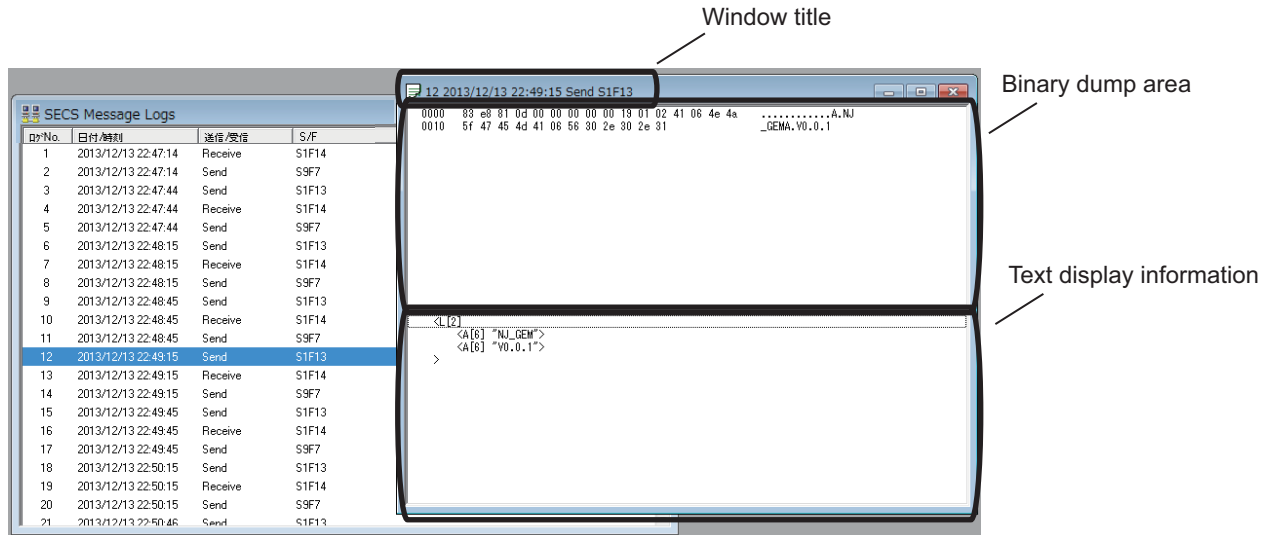 Window title
12 2013/12/13 22:49:15 Send S1F13
Binary dump area
0000 83 e8 81 0d 00 00 00 00 00 19 01 02 41 06 4e 4a ............A.NJ
0010 5f 47 45 4d 41 06 56 30 2e 30 2e 31 _GEMA.V0.0.1
SECS Message Logs
ログNo. 日付/時刻 送信/受信 S/F
1 2013/12/13 22:47:14 Receive S1F14
2 2013/12/13 22:47:14 Send S9F7
3 2013/12/13 22:47:44 Send S1F13
4 2013/12/13 22:47:44 Receive S1F14
5 2013/12/13 22:47:44 Send S9F7
6 2013/12/13 22:48:15 Send S1F13
7 2013/12/13 22:48:15 Receive S1F14
8 2013/12/13 22:48:15 Send S9F7
9 2013/12/13 22:48:45 Send S1F13
10 2013/12/13 22:48:45 Receive S1F14
11 2013/12/13 22:48:45 Send S9F7
12 2013/12/13 22:49:15 Send S1F13
13 2013/12/13 22:49:15 Receive S1F14
14 2013/12/13 22:49:15 Send S9F7
15 2013/12/13 22:49:45 Send S1F13
16 2013/12/13 22:49:45 Receive S1F14
17 2013/12/13 22:49:45 Send S9F7
18 2013/12/13 22:50:15 Send S1F13
19 2013/12/13 22:50:15 Receive S1F14
20 2013/12/13 22:50:15 Send S9F7
21 2013/12/13 22:50:46 Send S1F13
Text display information
<L[2]
<A[6] "NJ_GEM">
<A[6] "V0.0.1">
>